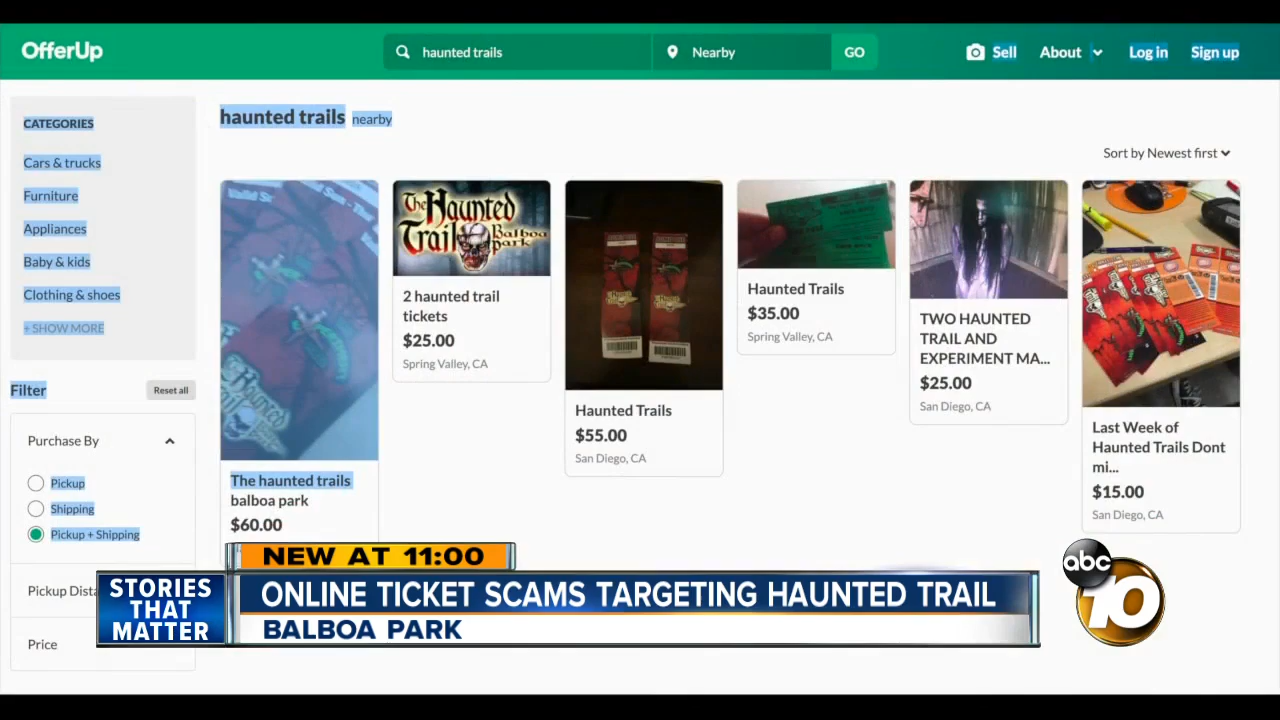 OfferUp
haunted trails
Nearby
GO
Sell
About
Log in
Sign up
CATEGORIES
Cars & trucks
Furniture
Appliances
Baby & kids
Clothing & shoes
+ SHOW MORE
Filter
Reset all
Purchase By
Pickup
Shipping
Pickup + Shipping
Pickup Dista
Price
haunted trails nearby
Sort by Newest first
Haunted
The haunted trails
balboa park
$60.00
The Haunted
Trail Balboa
park
2 haunted trail
tickets
$25.00
Spring Valley, CA
Haunted Trails
$55.00
San Diego, CA
Haunted Trails
$35.00
Spring Valley, CA
TWO HAUNTED
TRAIL AND
EXPERIMENT MA...
$25.00
San Diego, CA
Last Week of
Haunted Trails Dont
mi...
$15.00
San Diego, CA
NEW AT 11:00
STORIES
THAT
MATTER
ONLINE TICKET SCAMS TARGETING HAUNTED TRAIL
BALBOA PARK
abc
10